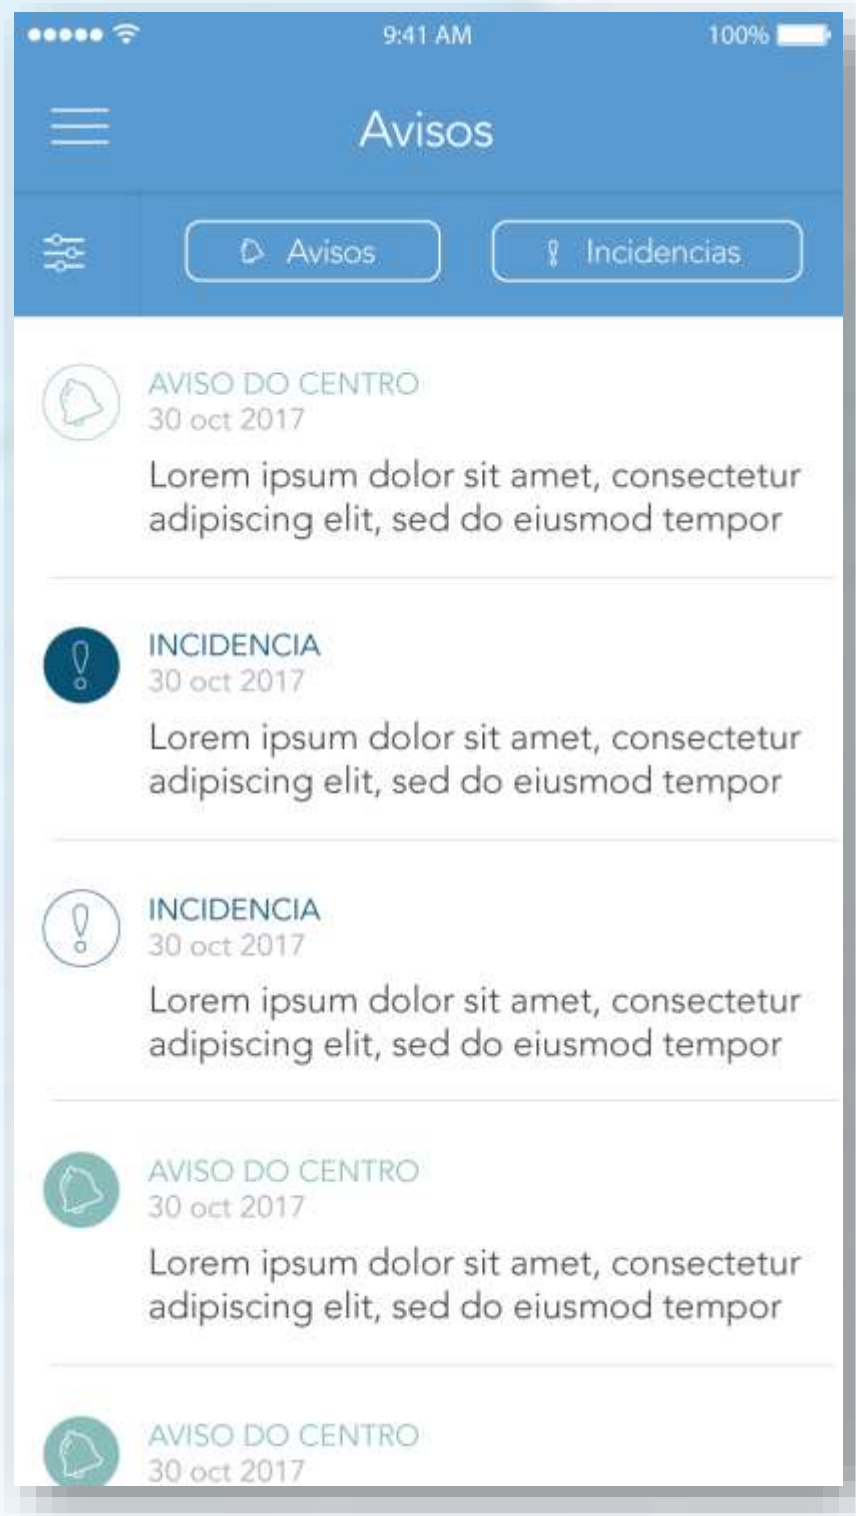 9:41 AM 100%
Avisos
Avisos Incidencias
AVISO DO CENTRO
30 oct 2017
Lorem ipsum dolor sit amet, consectetur
adipiscing elit, sed do eiusmod tempor
INCIDENCIA
30 oct 2017
Lorem ipsum dolor sit amet, consectetur
adipiscing elit, sed do eiusmod tempor
INCIDENCIA
30 oct 2017
Lorem ipsum dolor sit amet, consectetur
adipiscing elit, sed do eiusmod tempor
AVISO DO CENTRO
30 oct 2017
Lorem ipsum dolor sit amet, consectetur
adipiscing elit, sed do eiusmod tempor
AVISO DO CENTRO
30 oct 2017